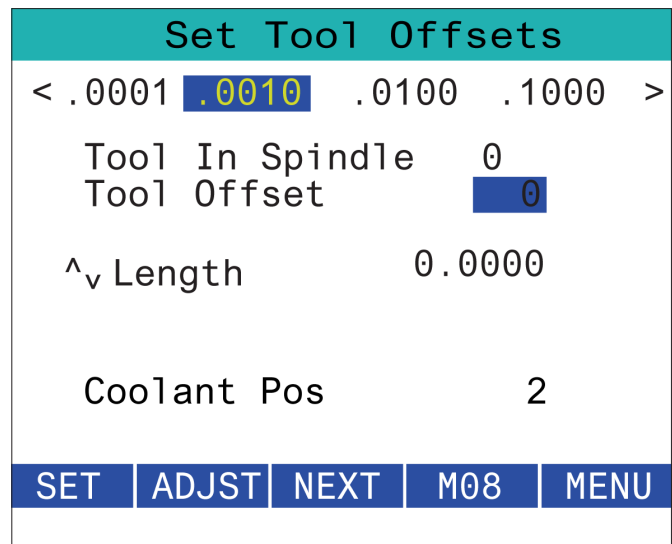 Set Tool Offsets
< .0001 .0010 .0100 .1000 >
Tool In Spindle 0
Tool Offset 0
^v Length 0.0000
Coolant Pos 2
SET ADJST NEXT M08 MENU